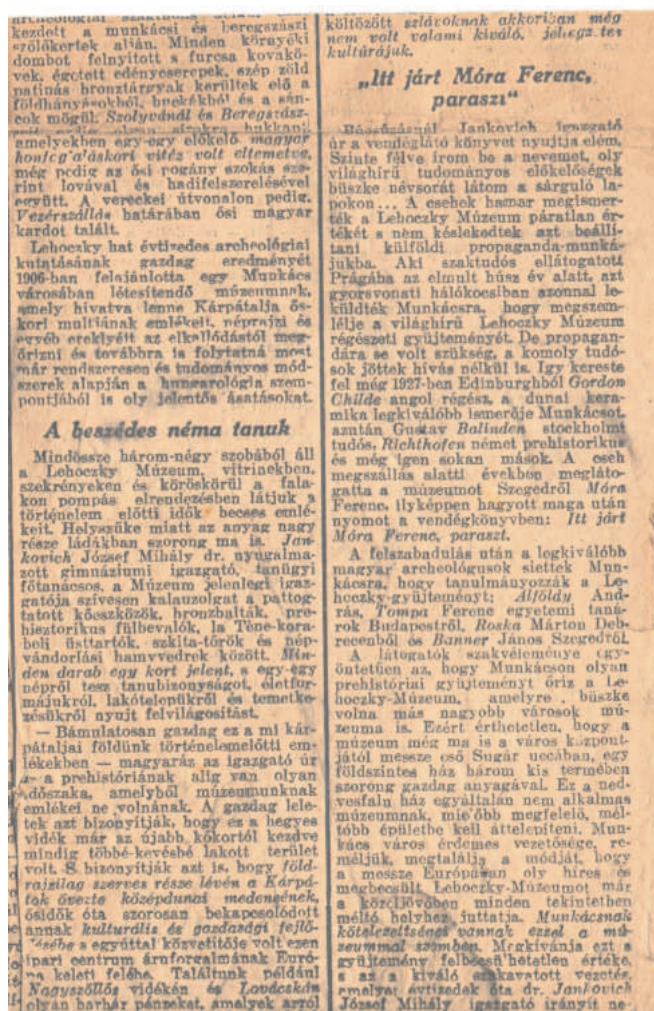 kezdett a munkácsi és beregszászi
szőlőkertek alján. Minden környéki
dombot felnyitott s furcsa kovakö-
vek, égetett edénycserepek, szép zöld
patinás bronztárgyak kerültek elő a
földhányásokból, buckákból és a sán-
cok mögül. Szolyvánál és Beregszász-
amelyekben egy-egy előkelő magyar
honfoglaláskori vitéz volt eltemetve,
még pedig az ősi pogány szokás sze-
rint lovával és hadifelszerelésével
együtt. A vereckei útvonalon pedig,
Vezérszállás határában ősi magyar
kardot talált.
Lehoczky hat évtizedes archeológiai
kutatásának gazdag eredményét
1906-ban felajánlotta egy Munkács
városában létesítendő múzeumnak,
amely hivatva lenne Kárpátalja ős-
kori multjának emlékeit, néprajzi és
egyéb ereklyéit az elkallódástól meg-
őrizni és továbbra is folytatná most
már rendszeresen és tudományos mód-
szerek alapján a hungarológia szem-
pontjából is oly jelentős ásatásokat.
A beszédes néma tanuk
Mindössze három-négy szobából áll
a Lehoczky Múzeum, vitrinekben,
szekrényeken és köröskörül a fala-
kon pompás elrendezésben látjuk a
történelem előtti idők becses emlé-
keit. Helyszüke miatt az anyag nagy
része ládákban szorong ma is. Jan-
kovich József Mihály dr. nyugalma-
zott gimnáziumi igazgató, tanügyi
főtanácsos, a Múzeum jelenlegi igaz-
gatója szívesen kalauzolgat a pattog-
tatott kőeszközök, bronzbalták, pre-
hisztorikus fülbevalók, la Tène-kora-
beli üsttartók, szkita-tőrök és nép-
vándorlási hamvvedrek között. Min-
den darab egy kort jelent, s egy-egy
népről tesz tanubizonyságot, életfor-
májukról, lakótelepükről és temetke-
zésükről nyujt felvilágosítást.
— Bámulatosan gazdag ez a mi kár-
pátaljai földünk történelemelőtti em-
lékekben — magyaráz az igazgató úr
a prehistóriának alig van olyan
időszaka, amelyből múzeumunknak
emlékei ne volnának. A gazdag lele-
tek azt bizonyítják, hogy ez a hegyes
vidék már az újabb kőkortól kezdve
mindig többé-kevésbé lakott terület
volt. S bizonyítják azt is, hogy föld-
rajzilag szerves része lévén a Kárpá-
tok övezte középdunai medencének,
ősidők óta szorosan bekapcsolódott
annak kulturális és gazdasági fejlő-
désébe s egyúttal közvetítője volt ezen
ipari centrum áruforgalmának Euró-
pa keleti feléhe. Találtunk például
Nagyszőllős vidékén és Lovácskán
olyan barbár pénzeket, amelyek arról
költözött szlávoknak akkoriban még
nem volt valami kiváló,
kultúrájuk.
„Itt járt Móra Ferenc,
paraszt"
Búcsúzásnál Jankovich igazgató
úr a vendéglátó könyvet nyujtja elém.
Szinte félve írom be a nevemet, oly
világhírű tudományos előkelőségek
büszke névsorát látom a sárguló la-
pokon... A csehek hamar megismer-
ték a Lehoczky Múzeum páratlan ér-
tékét s nem késlekedtek azt beállí-
tani külföldi propaganda-munká-
jukba. Aki szaktudós ellátogatott
Prágába az elmult húsz év alatt, azt
gyorsvonati hálókocsiban azonnal le-
küldték Munkácsra, hogy megszem-
lélje a világhírű Lehoczky Múzeum
régészeti gyüjteményét. De propagan-
dára se volt szükség, a komoly tudó-
sok jöttek hívás nélkül is. Igy kereste
fel még 1927-ben Edinburghból Gordon
Childe angol régész, a dunai kera-
mika legkiválóbb ismerője Munkácsot,
azután Gustav Balinden stockholmi
tudós, Richthofen német prehistorikus
és még igen sokan mások. A cseh
megszállás alatti években megláto-
gatta a múzeumot Szegedről Móra
Ferenc, ilyképpen hagyott maga után
nyomot a vendégkönyvben: Itt járt
Móra Ferenc, paraszt.
A felszabadulás után a legkiválóbb
magyar archeológusok siettek Mun-
kácsra, hogy tanulmányozzák a Le-
hoczky-gyüjteményt: Alföldy And-
rás, Tompa Ferenc egyetemi taná-
rok Budapestről, Roska Márton Deb-
recenből és Banner János Szegedről.
A látogatók szakvéleménye egy-
öntetüen az, hogy Munkácson olyan
prehistóriai gyüjteményt őriz a Le-
hoczky-Múzeum, amelyre büszke
volna más nagyobb városok mú-
zeuma is. Ezért érthetetlen, hogy a
múzeum még ma is a város központ-
jától messze eső Sugár uccában, egy
földszintes ház három kis termében
szorong gazdag anyagával. Ez a ned-
vesfalu ház egyáltalán nem alkalmas
múzeumnak, mielőbb megfelelő, mél-
tóbb épületbe kell áttelepíteni. Mun-
kács város érdemes vezetősége, re-
méljük, megtalálja a módját, hogy
a messze Európában oly híres és
megbecsült Lehoczky-Múzeumot már
a közeljövőben minden tekintetben
méltó helyhez juttatja. Munkácsnak
kötelezettségei vannak ezzel a mú-
zeummal szemben. Megkívánja ezt a
gyüjtemény felbecsülhetetlen értéke,
s az a kiváló szakavatott vezetés,
amelyet évtizedek óta dr. Jankovich
József Mihály igazgató irányít ne-